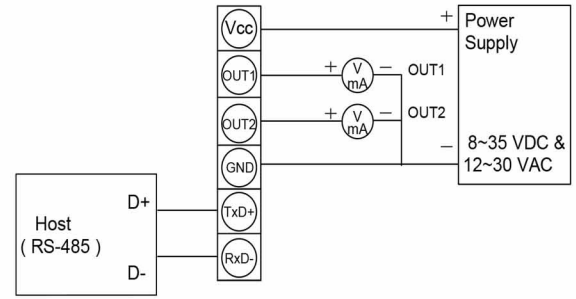 Vcc
+
Power
Supply
OUT1
+
V
mA
−
OUT1
OUT2
+
V
mA
−
OUT2
GND
−
8~35 VDC &
12~30 VAC
D+
TxD+
Host
( RS-485 )
D-
RxD-